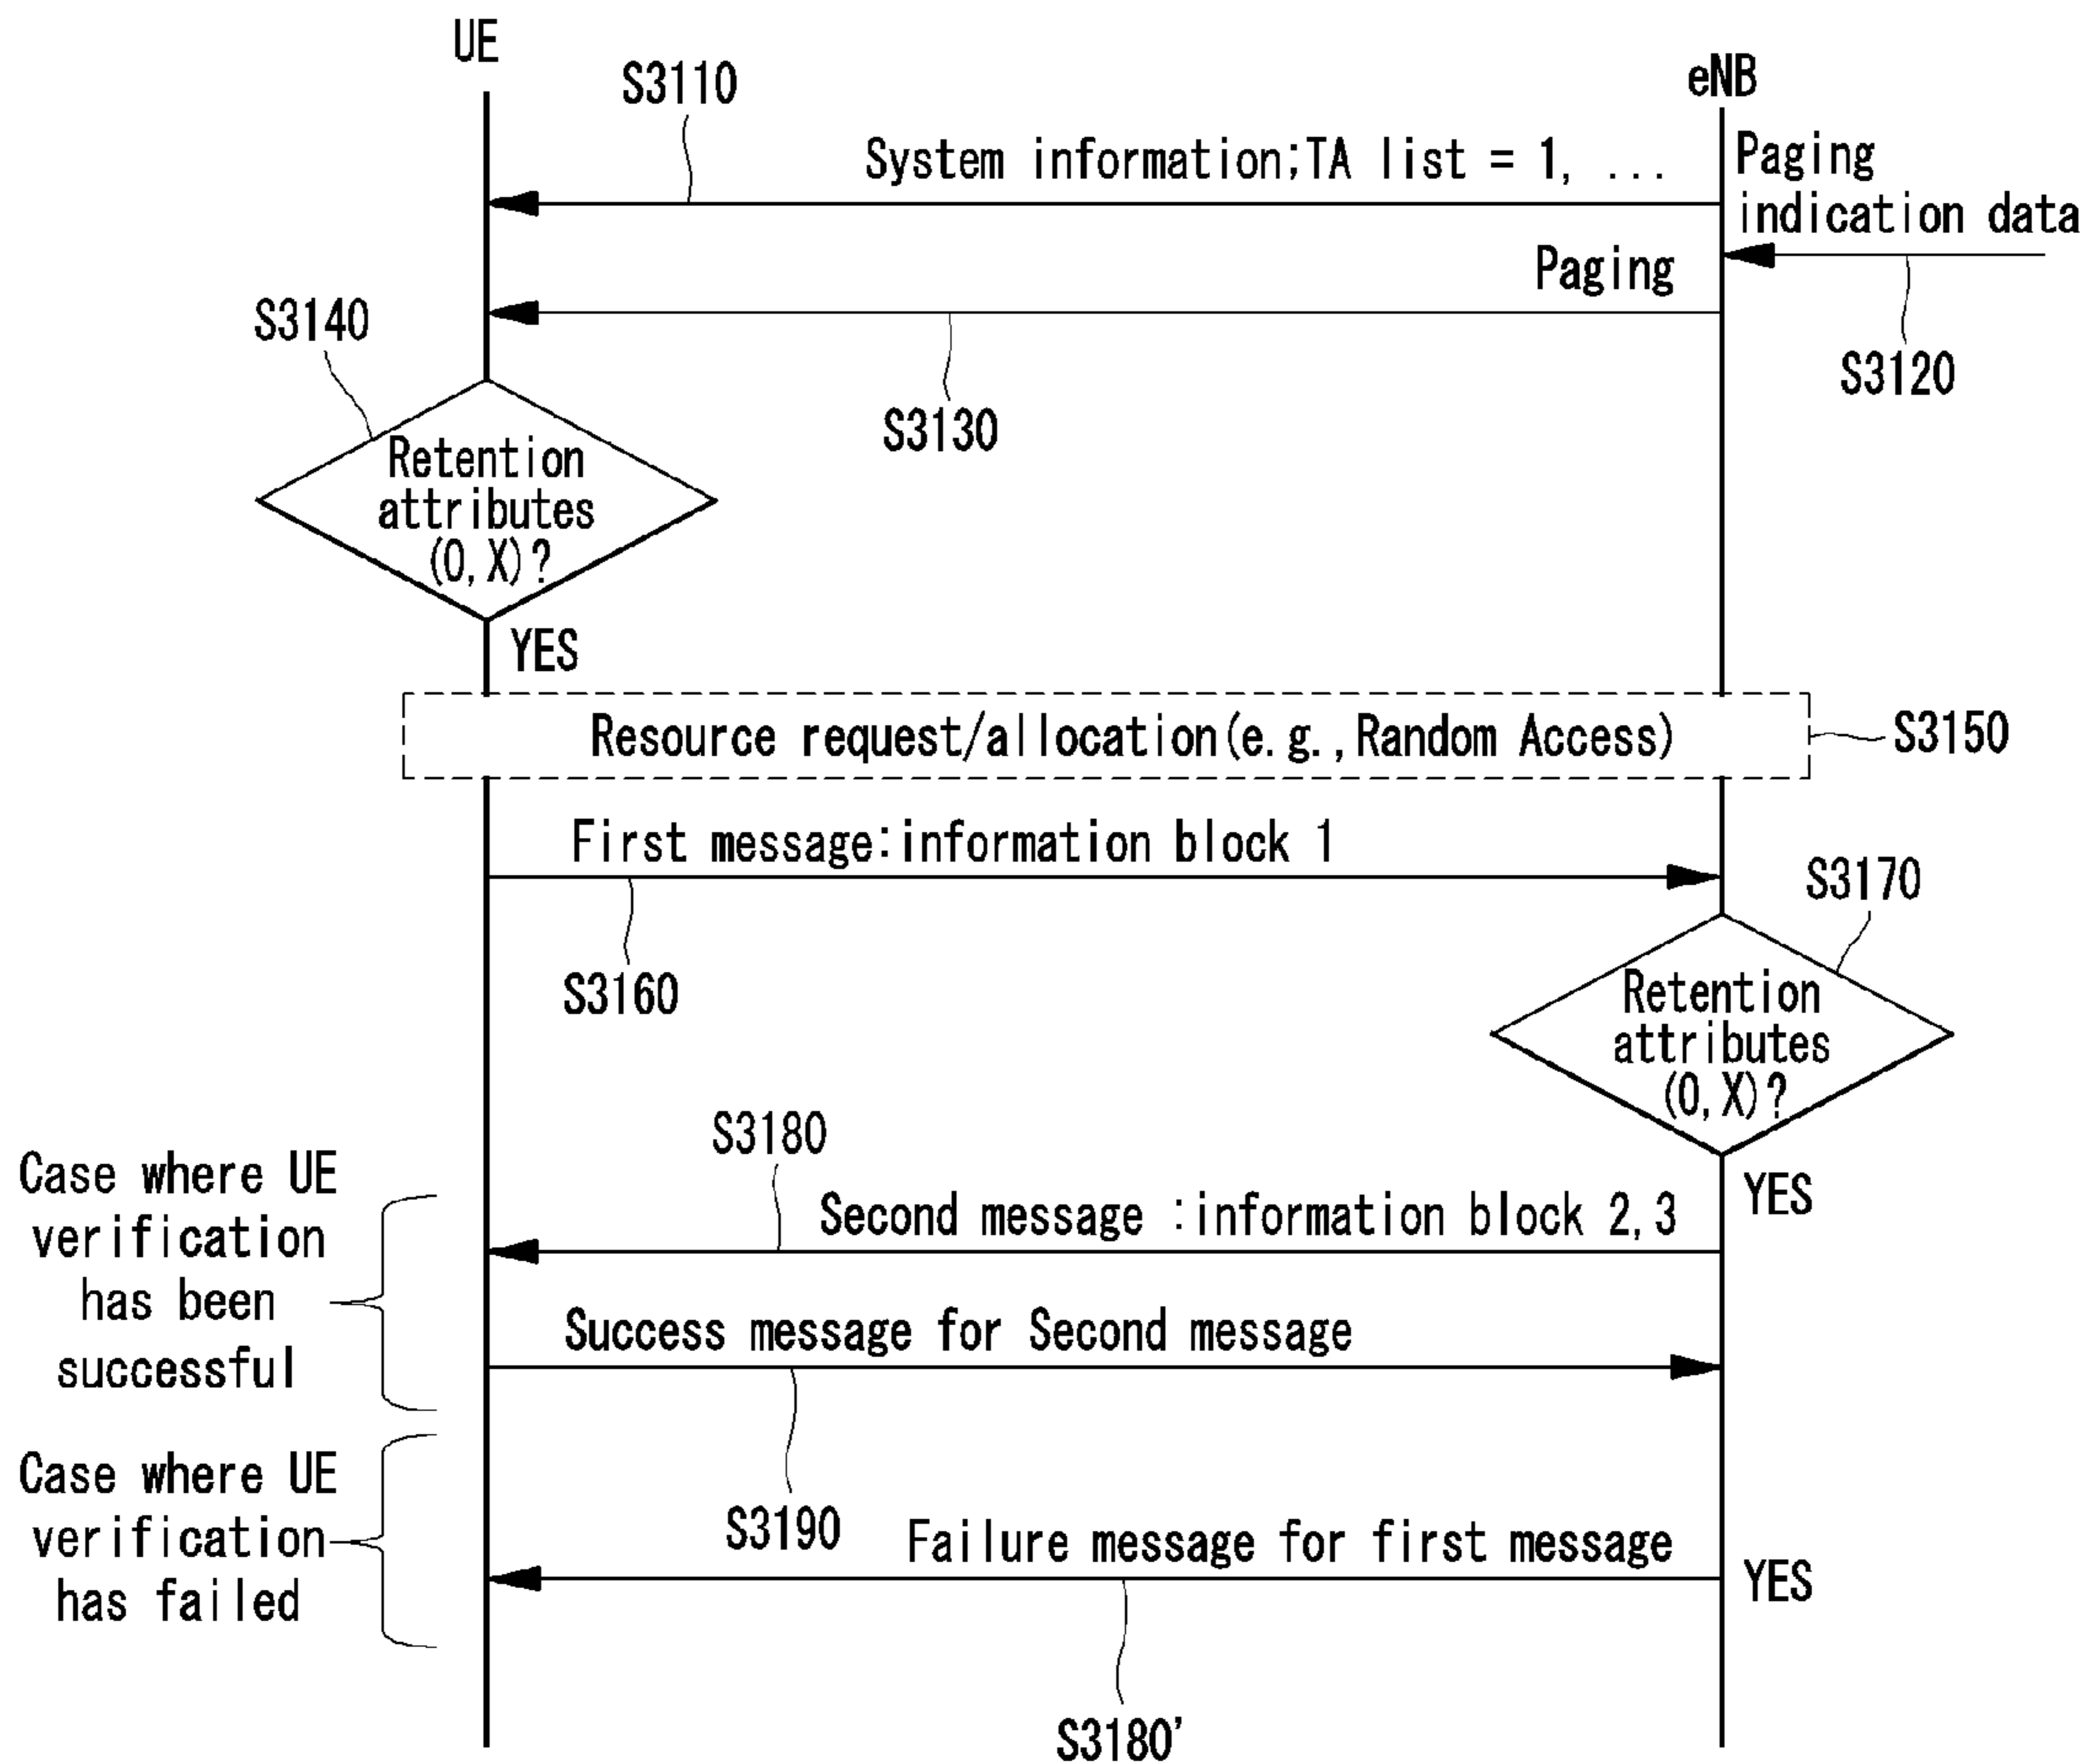 UE
eNB
S3110
System information;TA list = 1, ...
Paging
indication data
Paging
S3120
S3130
S3140
Retention
attributes
(0,X)?
YES
Resource request/allocation(e.g.,Random Access)
S3150
First message:information block 1
S3160
S3170
Retention
attributes
(0,X)?
YES
S3180
Second message :information block 2,3
Case where UE
verification
has been
successful
Success message for Second message
S3190
Case where UE
verification
has failed
Failure message for first message
YES
S3180'